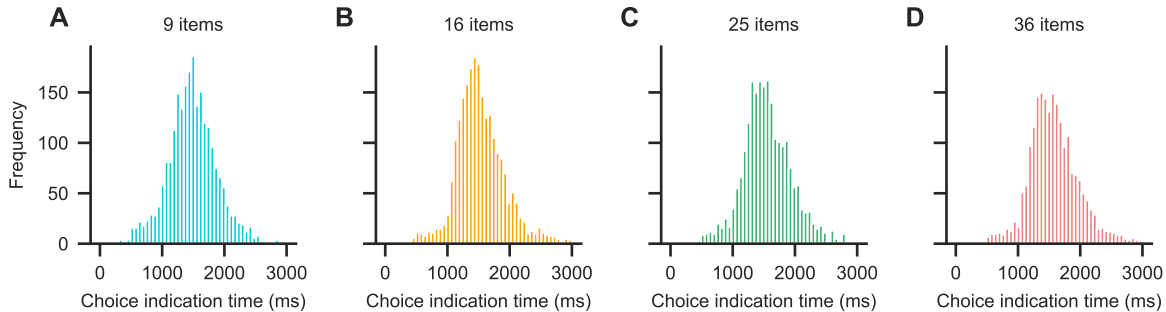 A B C D
9 items 16 items 25 items 36 items
150
100
50
0
Frequency
0 1000 2000 3000 0 1000 2000 3000 0 1000 2000 3000 0 1000 2000 3000
Choice indication time (ms) Choice indication time (ms) Choice indication time (ms) Choice indication time (ms)